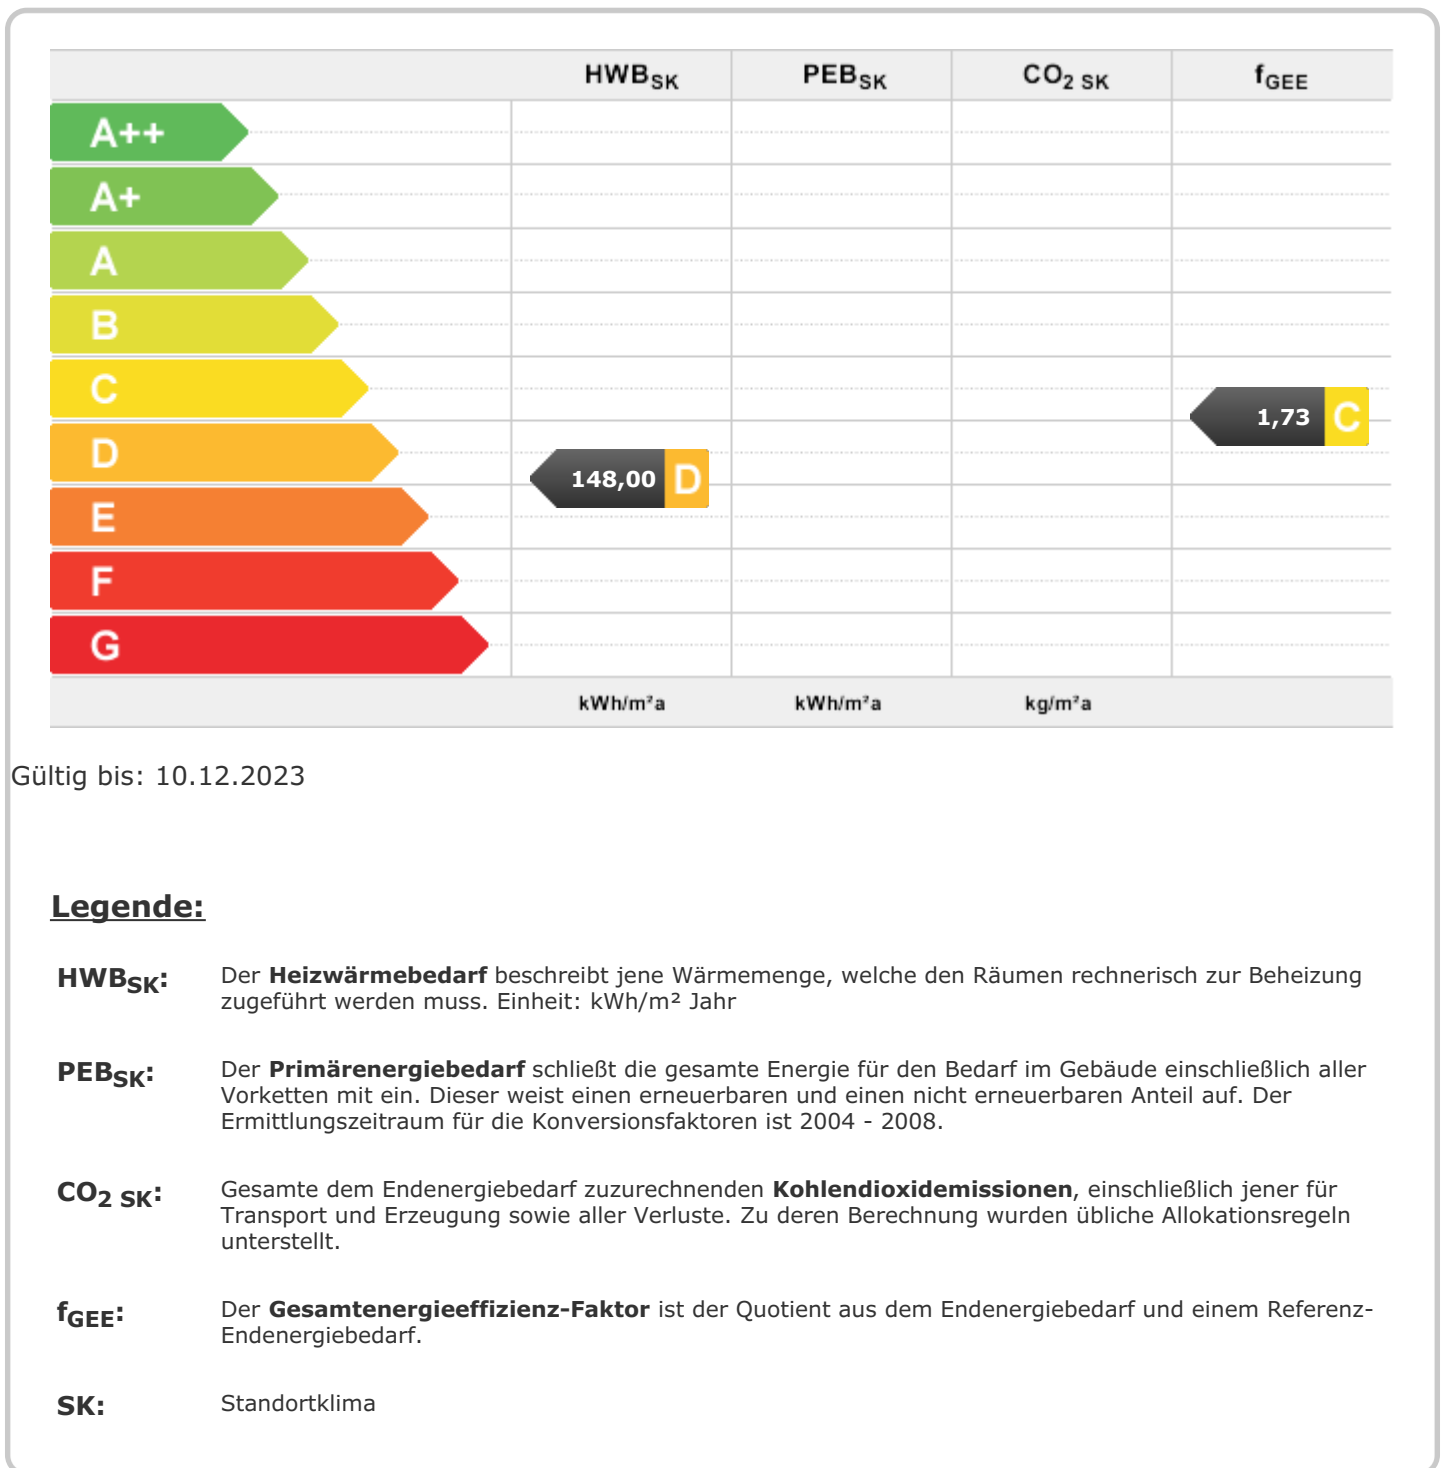 HWBSK PEBSK CO2 SK fGEE
A++
A+
A
B
C
1,73 C
D
148,00 D
E
F
G
kWh/m²a kWh/m²a kg/m²a
Gültig bis: 10.12.2023
Legende:
HWBSK: Der Heizwärmebedarf beschreibt jene Wärmemenge, welche den Räumen rechnerisch zur Beheizung
zugeführt werden muss. Einheit: kWh/m² Jahr
PEBSK: Der Primärenergiebedarf schließt die gesamte Energie für den Bedarf im Gebäude einschließlich aller
Vorketten mit ein. Dieser weist einen erneuerbaren und einen nicht erneuerbaren Anteil auf. Der
Ermittlungszeitraum für die Konversionsfaktoren ist 2004 - 2008.
CO2 SK: Gesamte dem Endenergiebedarf zuzurechnenden Kohlendioxidemissionen, einschließlich jener für
Transport und Erzeugung sowie aller Verluste. Zu deren Berechnung wurden übliche Allokationsregeln
unterstellt.
fGEE: Der Gesamtenergieeffizienz-Faktor ist der Quotient aus dem Endenergiebedarf und einem Referenz-
Endenergiebedarf.
SK: Standortklima